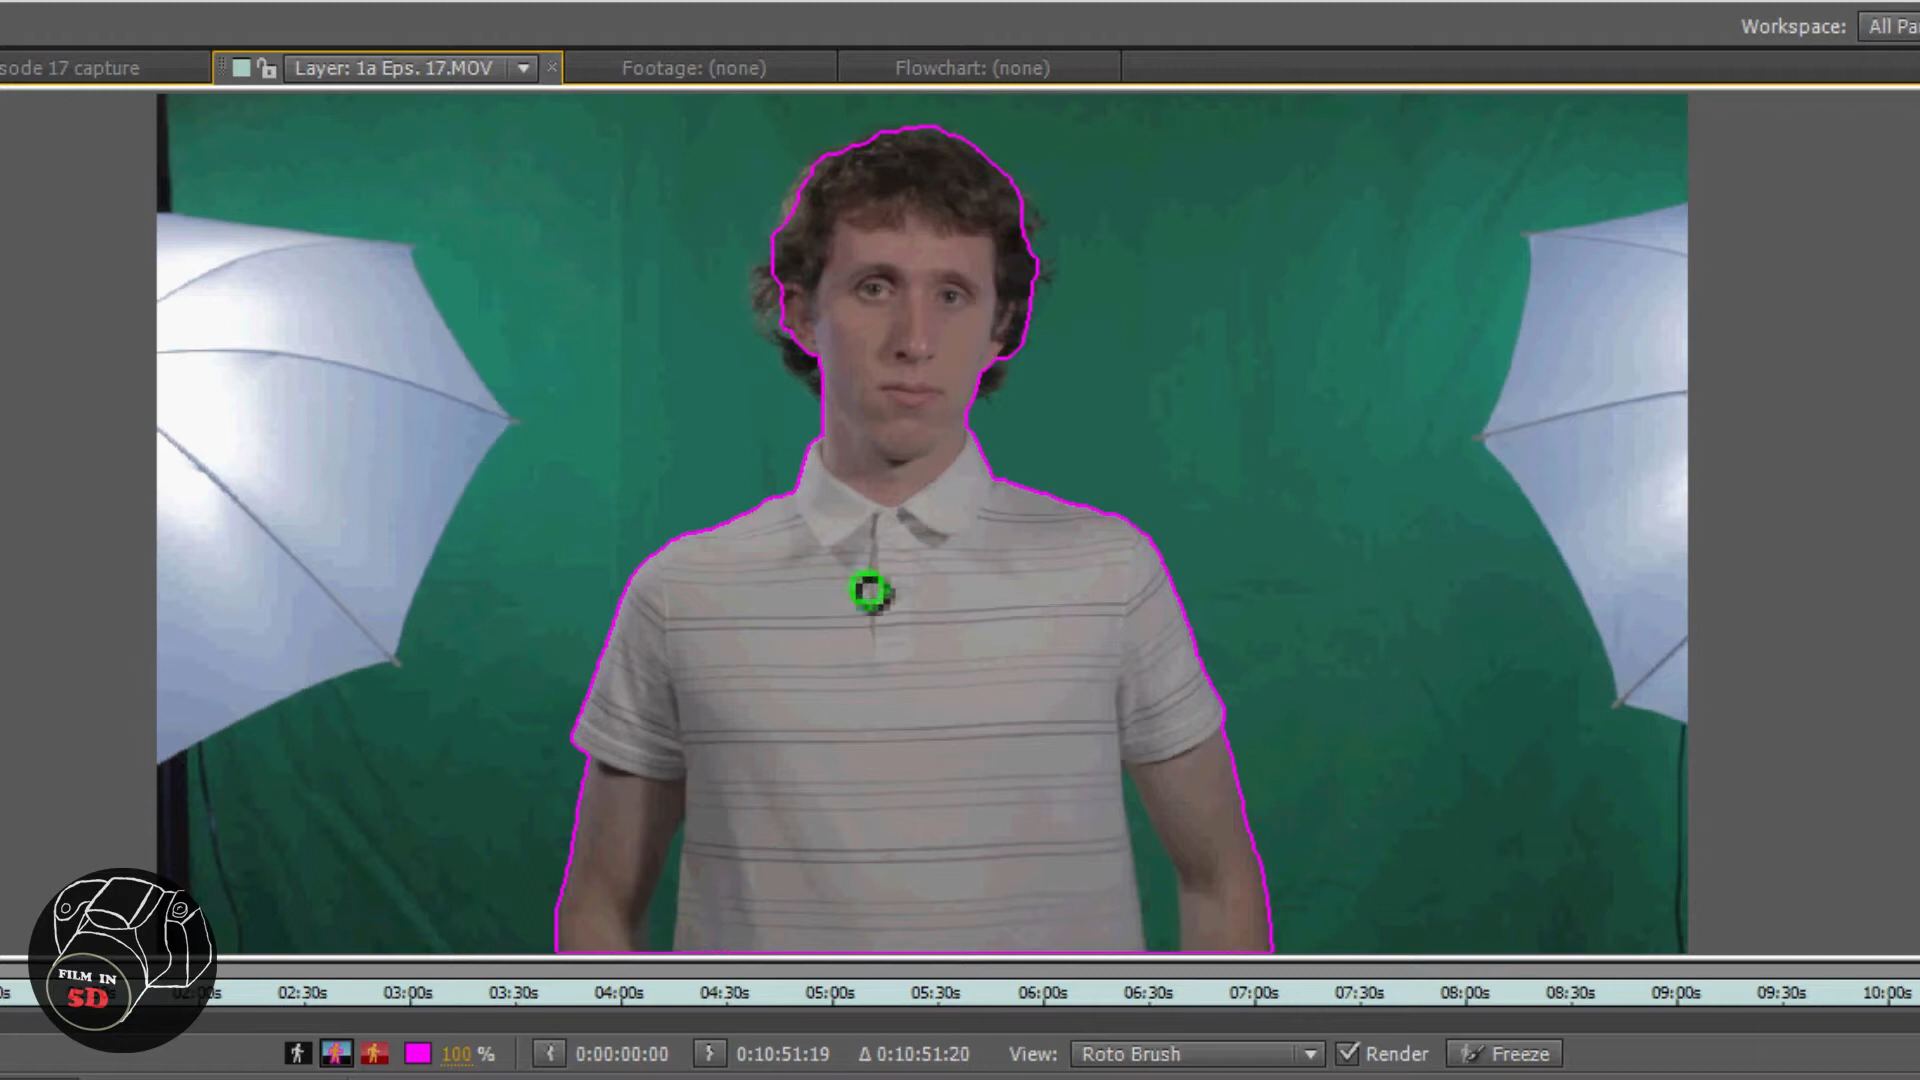 Workspace: All Pa
sode 17 capture
Layer: 1a Eps. 17.MOV
Footage: (none)
Flowchart: (none)
FILM IN
5D
02:30s 03:00s 03:30s 04:00s 04:30s 05:00s 05:30s 06:00s 06:30s 07:00s 07:30s 08:00s 08:30s 09:00s 09:30s 10:00s
100 % 0:00:00:00 0:10:51:19 Δ 0:10:51:20 View: Roto Brush Render Freeze